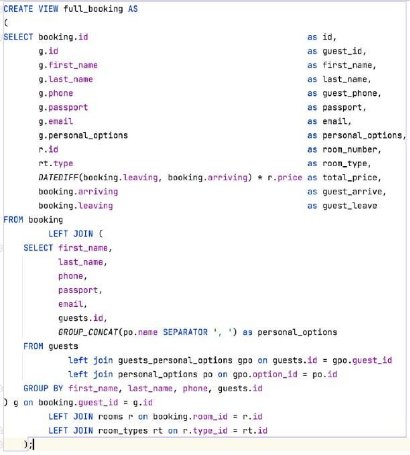 CREATE VIEW full_booking AS
(
SELECT booking.id as id,
g.id as guest_id,
g.first_name as first_name,
g.last_name as last_name,
g.phone as guest_phone,
g.passport as passport,
g.email as email,
g.personal_options as personal_options,
r.id as room_number,
rt.type as room_type,
DATEDIFF(booking.leaving, booking.arriving) * r.price as total_price,
booking.arriving as guest_arrive,
booking.leaving as guest_leave
FROM booking
LEFT JOIN (
SELECT first_name,
last_name,
phone,
passport,
email,
guests.id,
GROUP_CONCAT(po.name SEPARATOR ', ') as personal_options
FROM guests
left join guests_personal_options gpo on guests.id = gpo.guest_id
left join personal_options po on gpo.option_id = po.id
GROUP BY first_name, last_name, phone, guests.id
) g on booking.guest_id = g.id
LEFT JOIN rooms r on booking.room_id = r.id
LEFT JOIN room_types rt on r.type_id = rt.id
);